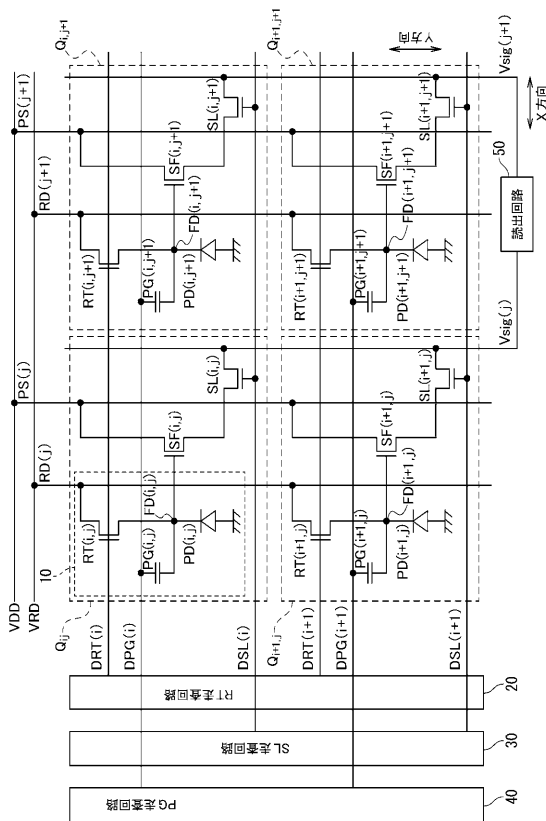 VDD
VRD
RD(j)
PS(j)
RD(j+1)
PS(j+1)
10
Qi,j
Qi,j+1
DRT(i)
DPG(i)
DSL(i)
RT(i,j)
PG(i,j)
FD(i,j)
PD(i,j)
SF(i,j)
SL(i,j)
RT(i,j+1)
PG(i,j+1)
FD(i,j+1)
PD(i,j+1)
SF(i,j+1)
SL(i,j+1)
Qi+1,j
Qi+1,j+1
DRT(i+1)
DPG(i+1)
DSL(i+1)
RT(i+1,j)
PG(i+1,j)
FD(i+1,j)
PD(i+1,j)
SF(i+1,j)
SL(i+1,j)
RT(i+1,j+1)
PG(i+1,j+1)
FD(i+1,j+1)
PD(i+1,j+1)
SF(i+1,j+1)
SL(i+1,j+1)
Y方向
X方向
Vsig(j)
Vsig(j+1)
読出回路
50
RT走査回路
20
SL走査回路
30
PG走査回路
40